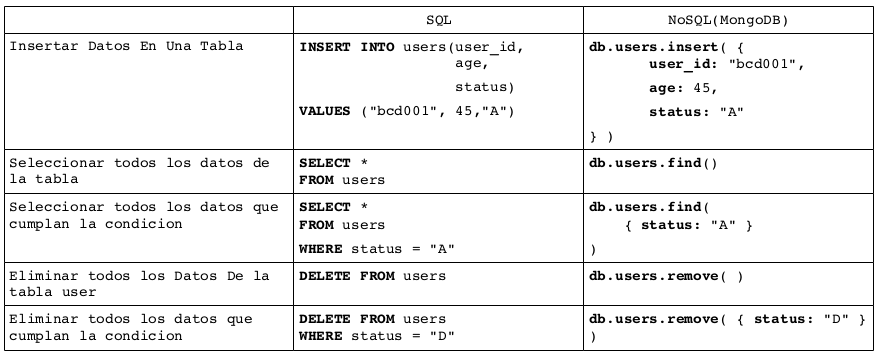 SQL
NoSQL(MongoDB)
Insertar Datos En Una Tabla
INSERT INTO users(user_id,
age,
status)
VALUES ("bcd001", 45,"A")
db.users.insert( {
user_id: "bcd001",
age: 45,
status: "A"
} )
Seleccionar todos los datos de
la tabla
SELECT *
FROM users
db.users.find()
Seleccionar todos los datos que
cumplan la condicion
SELECT *
FROM users
WHERE status = "A"
db.users.find(
{ status: "A" }
)
Eliminar todos los Datos De la
tabla user
DELETE FROM users
db.users.remove( )
Eliminar todos los datos que
cumplan la condicion
DELETE FROM users
WHERE status = "D"
db.users.remove( { status: "D" }
)